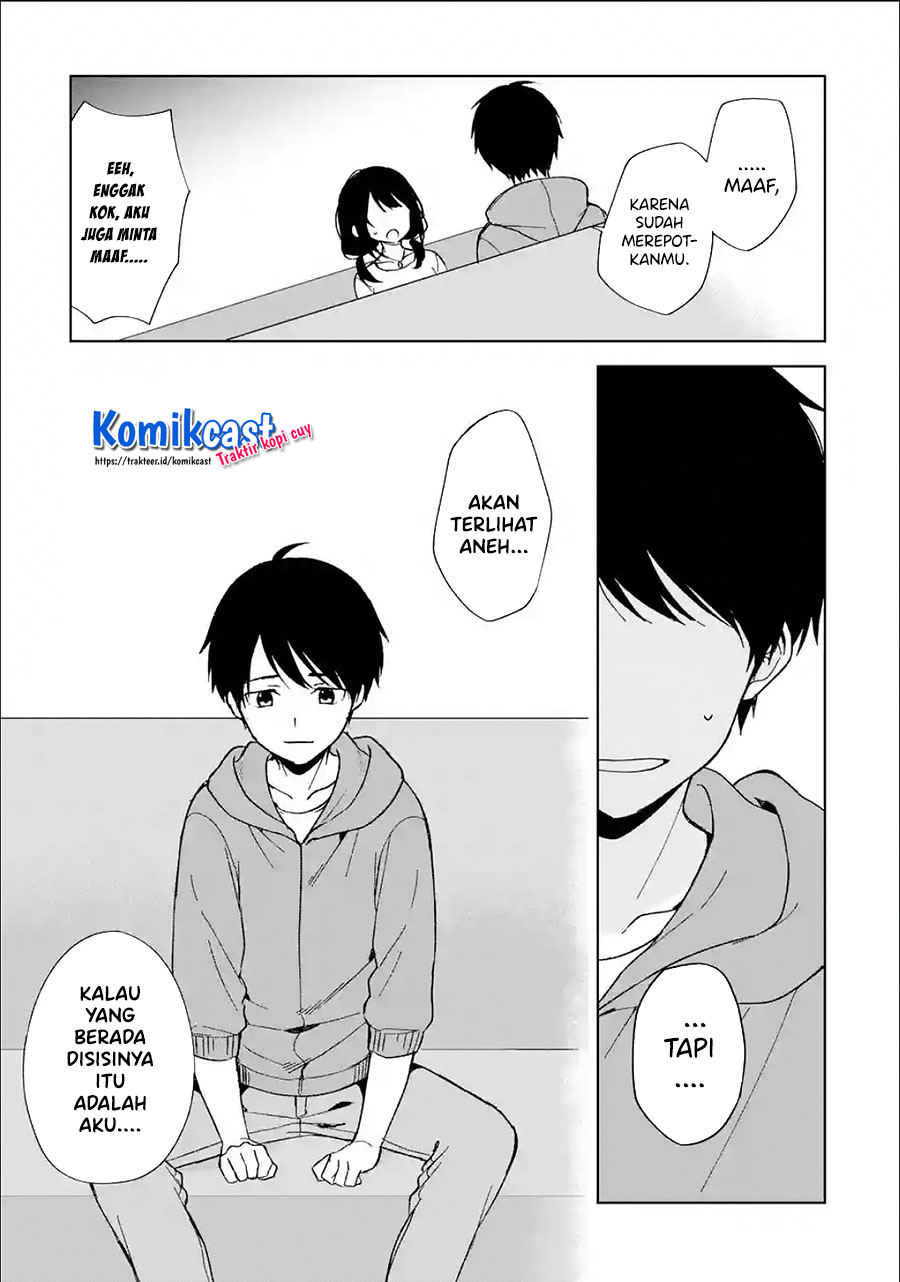 .....
MAAF,
KARENA
SUDAH
MEREPOT-
KANMU.
EEH,
ENGGAK
KOK, AKU
JUGA MINTA
MAAF.....
...
TAPI
....
AKAN
TERLIHAT
ANEH...
KALAU
YANG
BERADA
DISISINYA
ITU
ADALAH
AKU....
Komikcast
https://trakteer.id/komikcast
Traktir kopi cuy